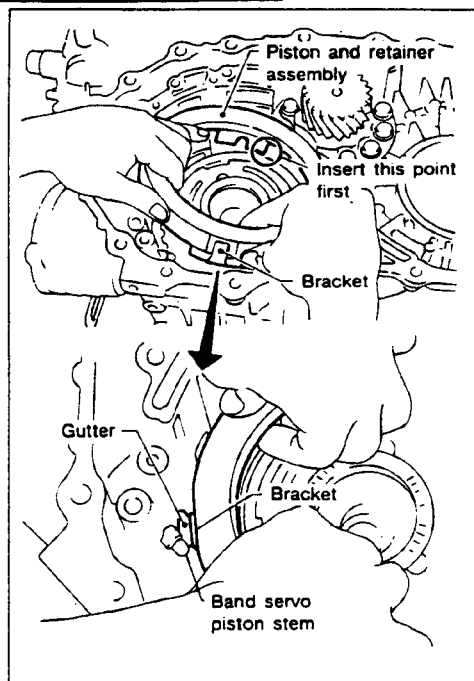 Piston and retainer
assembly
Insert this point
first
Bracket
Gutter
Bracket
Band servo
piston stem